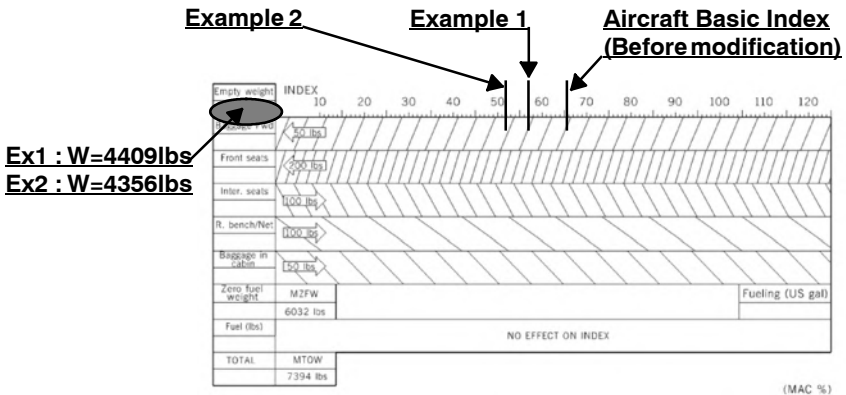 Example 2 Example 1 Aircraft Basic Index
(Before modification)
Empty weight INDEX
10 20 30 40 50 60 70 80 90 100 110 120
Baggage Fwd 50 lbs
Ex1 : W=4409lbs
Front seats 200 lbs
Ex2 : W=4356lbs
Inter. seats 100 lbs
R. bench/Net 100 lbs
Baggage in
cabin 50 lbs
Zero fuel
weight MZFW Fueling (US gal)
6032 lbs
Fuel (lbs) NO EFFECT ON INDEX
TOTAL MTOW
7394 lbs
(MAC %)